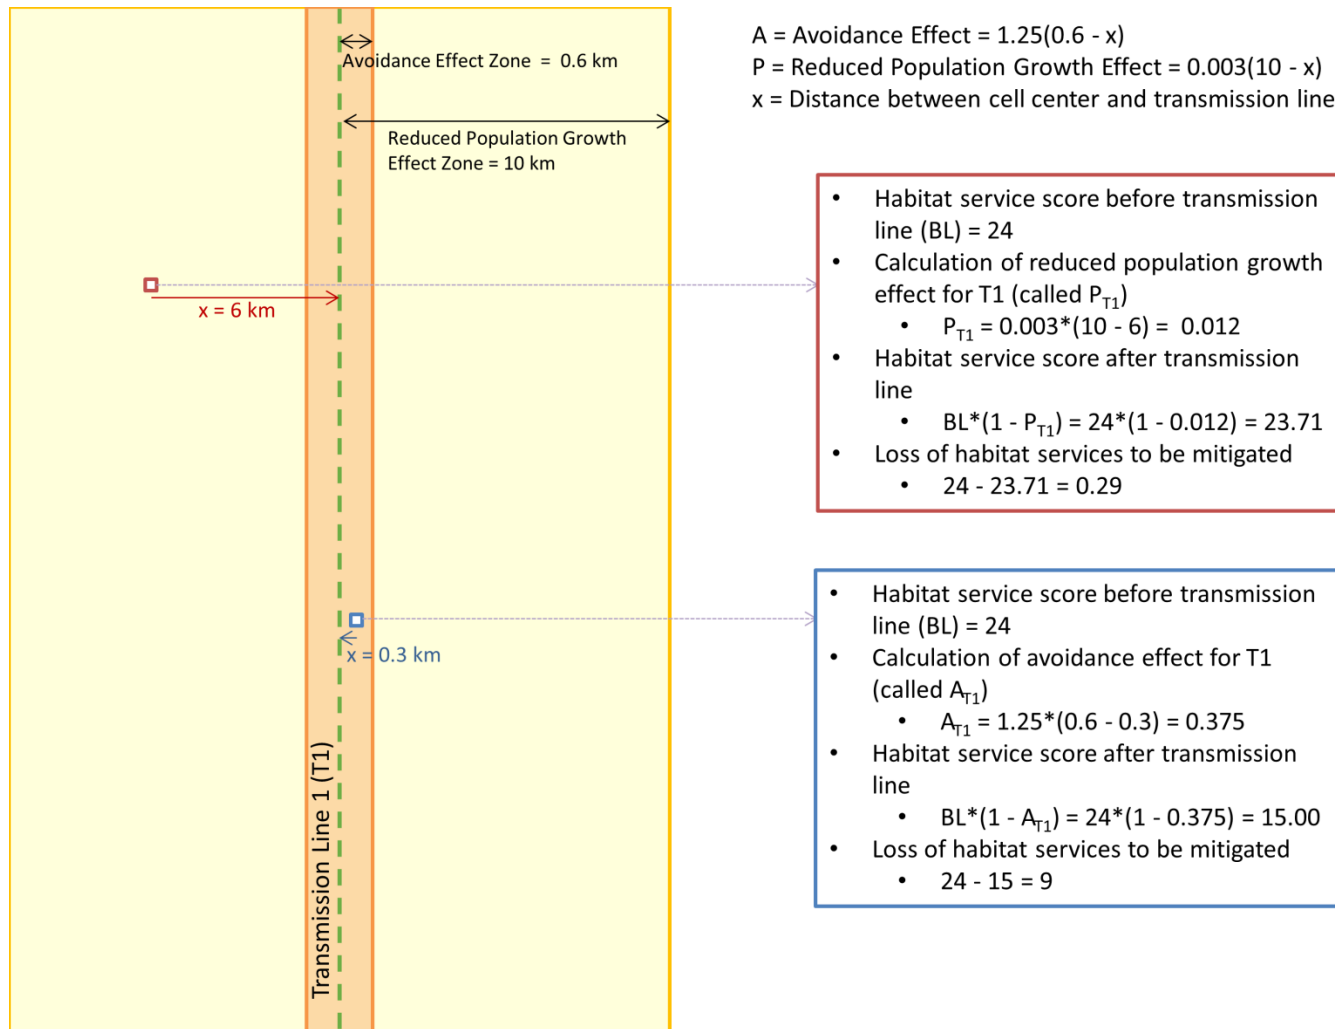 Avoidance Effect Zone = 0.6 km
Reduced Population Growth
Effect Zone = 10 km
x = 6 km
x = 0.3 km
Transmission Line 1 (T1)
A = Avoidance Effect = 1.25(0.6 - x)
P = Reduced Population Growth Effect = 0.003(10 - x)
x = Distance between cell center and transmission line
• Habitat service score before transmission
line (BL) = 24
• Calculation of reduced population growth
effect for T1 (called P_T1)
• P_T1 = 0.003*(10 - 6) = 0.012
• Habitat service score after transmission
line
• BL*(1 - P_T1) = 24*(1 - 0.012) = 23.71
• Loss of habitat services to be mitigated
• 24 - 23.71 = 0.29
• Habitat service score before transmission
line (BL) = 24
• Calculation of avoidance effect for T1
(called A_T1)
• A_T1 = 1.25*(0.6 - 0.3) = 0.375
• Habitat service score after transmission
line
• BL*(1 - A_T1) = 24*(1 - 0.375) = 15.00
• Loss of habitat services to be mitigated
• 24 - 15 = 9